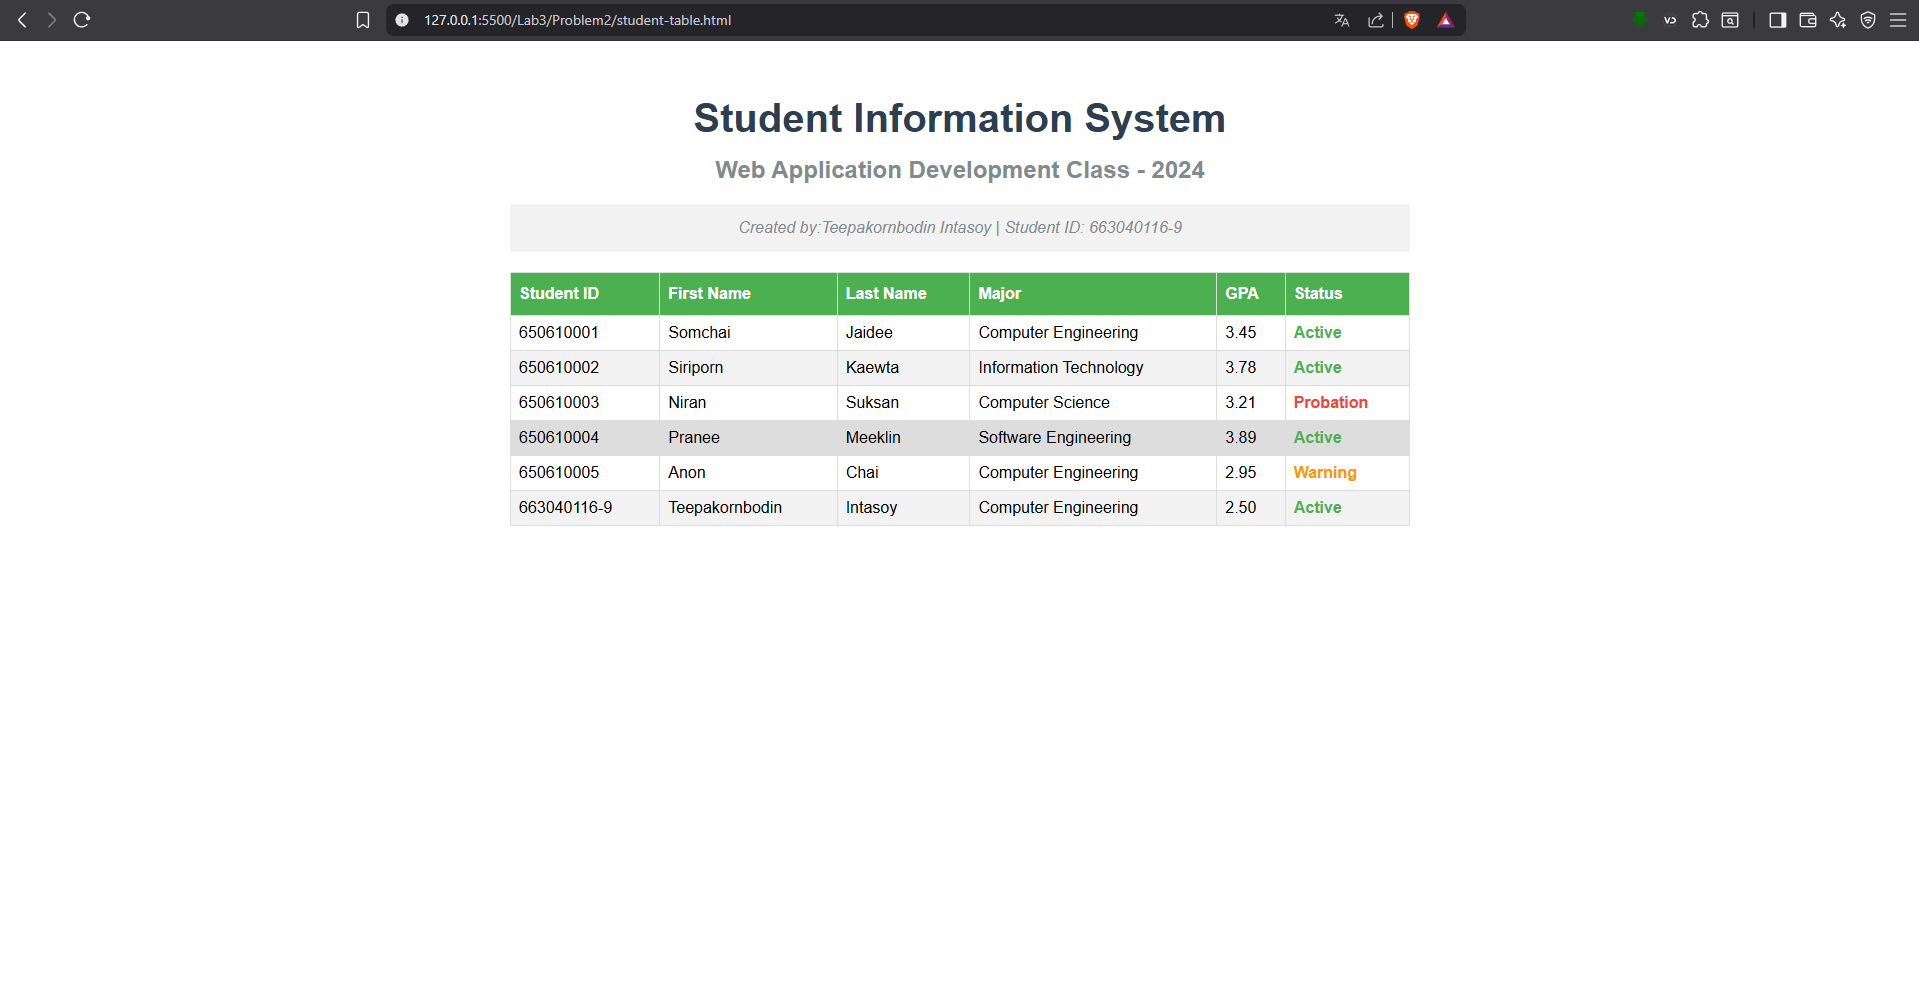 127.0.0.1:5500/Lab3/Problem2/student-table.html
Student Information System
Web Application Development Class - 2024
Created by:Teepakornbodin Intasoy | Student ID: 663040116-9
Student ID First Name Last Name Major GPA Status
650610001 Somchai Jaidee Computer Engineering 3.45 Active
650610002 Siriporn Kaewta Information Technology 3.78 Active
650610003 Niran Suksan Computer Science 3.21 Probation
650610004 Pranee Meeklin Software Engineering 3.89 Active
650610005 Anon Chai Computer Engineering 2.95 Warning
663040116-9 Teepakornbodin Intasoy Computer Engineering 2.50 Active